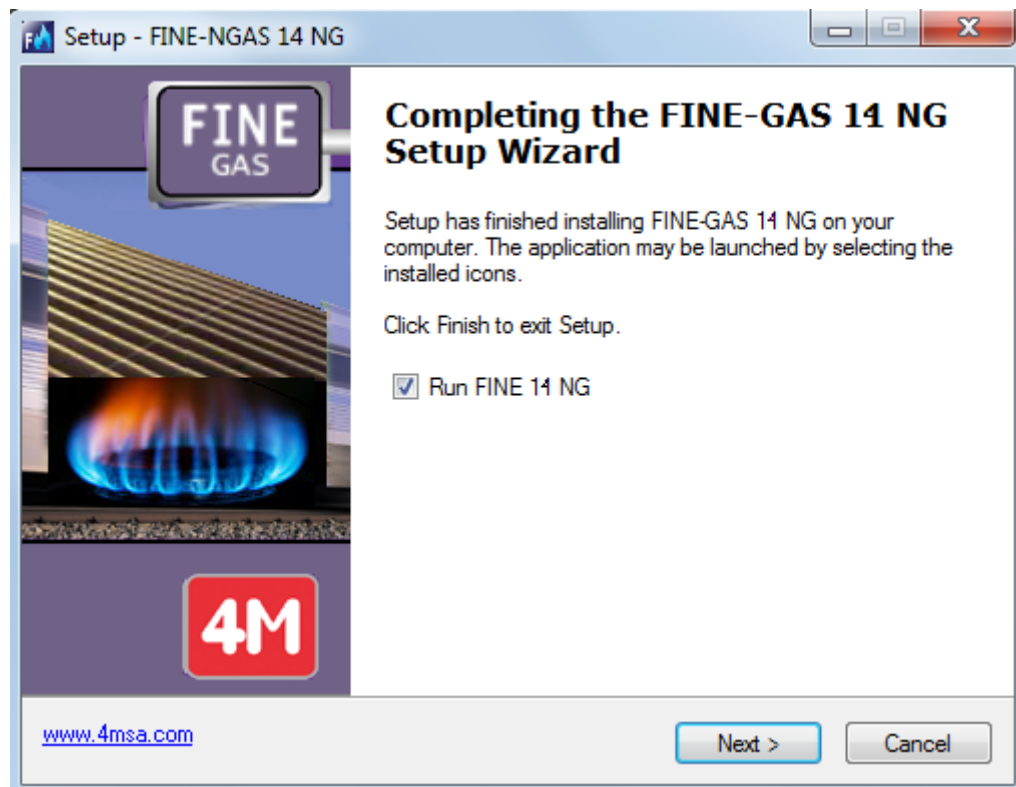 Setup - FINE-NGAS 14 NG
FINE
GAS
Completing the FINE-GAS 14 NG
Setup Wizard
Setup has finished installing FINE-GAS 14 NG on your
computer. The application may be launched by selecting the
installed icons.
Click Finish to exit Setup.
Run FINE 14 NG
4M
www.4msa.com
Next >
Cancel